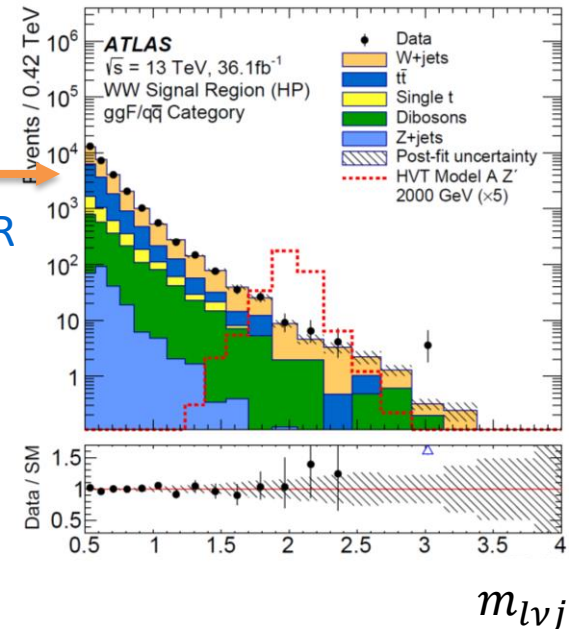 Events / 0.42 TeV
10⁶
10⁵
10⁴
10³
10²
10
1
ATLAS
√s = 13 TeV, 36.1fb⁻¹
WW Signal Region (HP)
ggF/qq̄ Category
Data
W+jets
tt̄
Single t
Dibosons
Z+jets
Post-fit uncertainty
HVT Model A Z′
2000 GeV (×5)
R
Data / SM
1.5
1
0.5
0.5 1 1.5 2 2.5 3 3.5 4
m_lνj